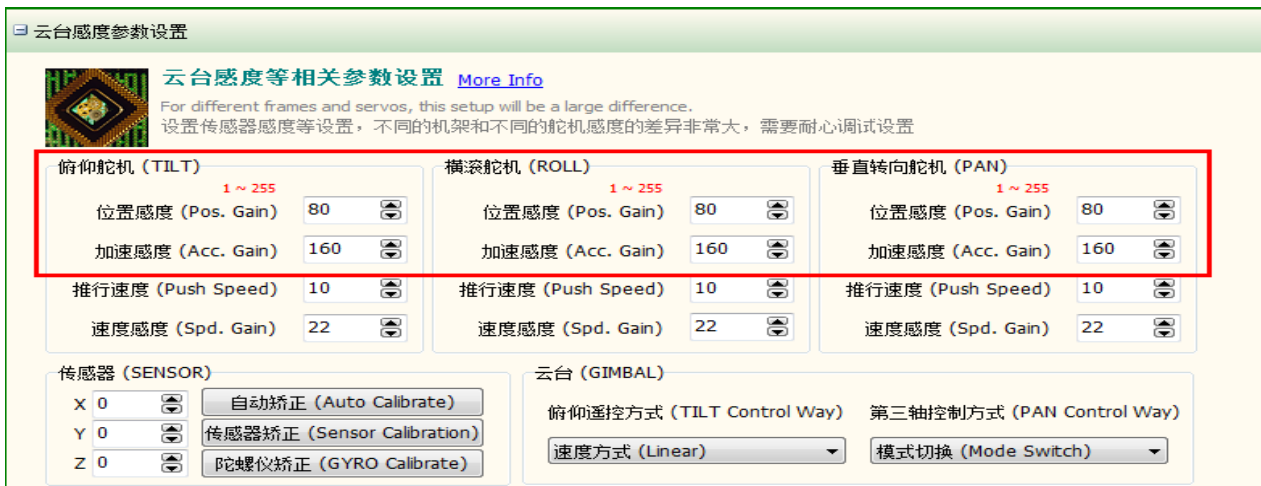 云台感度参数设置
云台感度等相关参数设置 More Info
For different frames and servos, this setup will be a large difference.
设置传感器感度等设置，不同的机架和不同的舵机感度的差异非常大，需要耐心调试设置
俯仰舵机 (TILT)
1 ~ 255
位置感度 (Pos. Gain) 80
加速感度 (Acc. Gain) 160
推行速度 (Push Speed) 10
速度感度 (Spd. Gain) 22
横滚舵机 (ROLL)
1 ~ 255
位置感度 (Pos. Gain) 80
加速感度 (Acc. Gain) 160
推行速度 (Push Speed) 10
速度感度 (Spd. Gain) 22
垂直转向舵机 (PAN)
1 ~ 255
位置感度 (Pos. Gain) 80
加速感度 (Acc. Gain) 160
推行速度 (Push Speed) 10
速度感度 (Spd. Gain) 22
传感器 (SENSOR)
X 0 自动矫正 (Auto Calibrate)
Y 0 传感器矫正 (Sensor Calibration)
Z 0 陀螺仪矫正 (GYRO Calibrate)
云台 (GIMBAL)
俯仰遥控方式 (TILT Control Way)
速度方式 (Linear)
第三轴控制方式 (PAN Control Way)
模式切换 (Mode Switch)